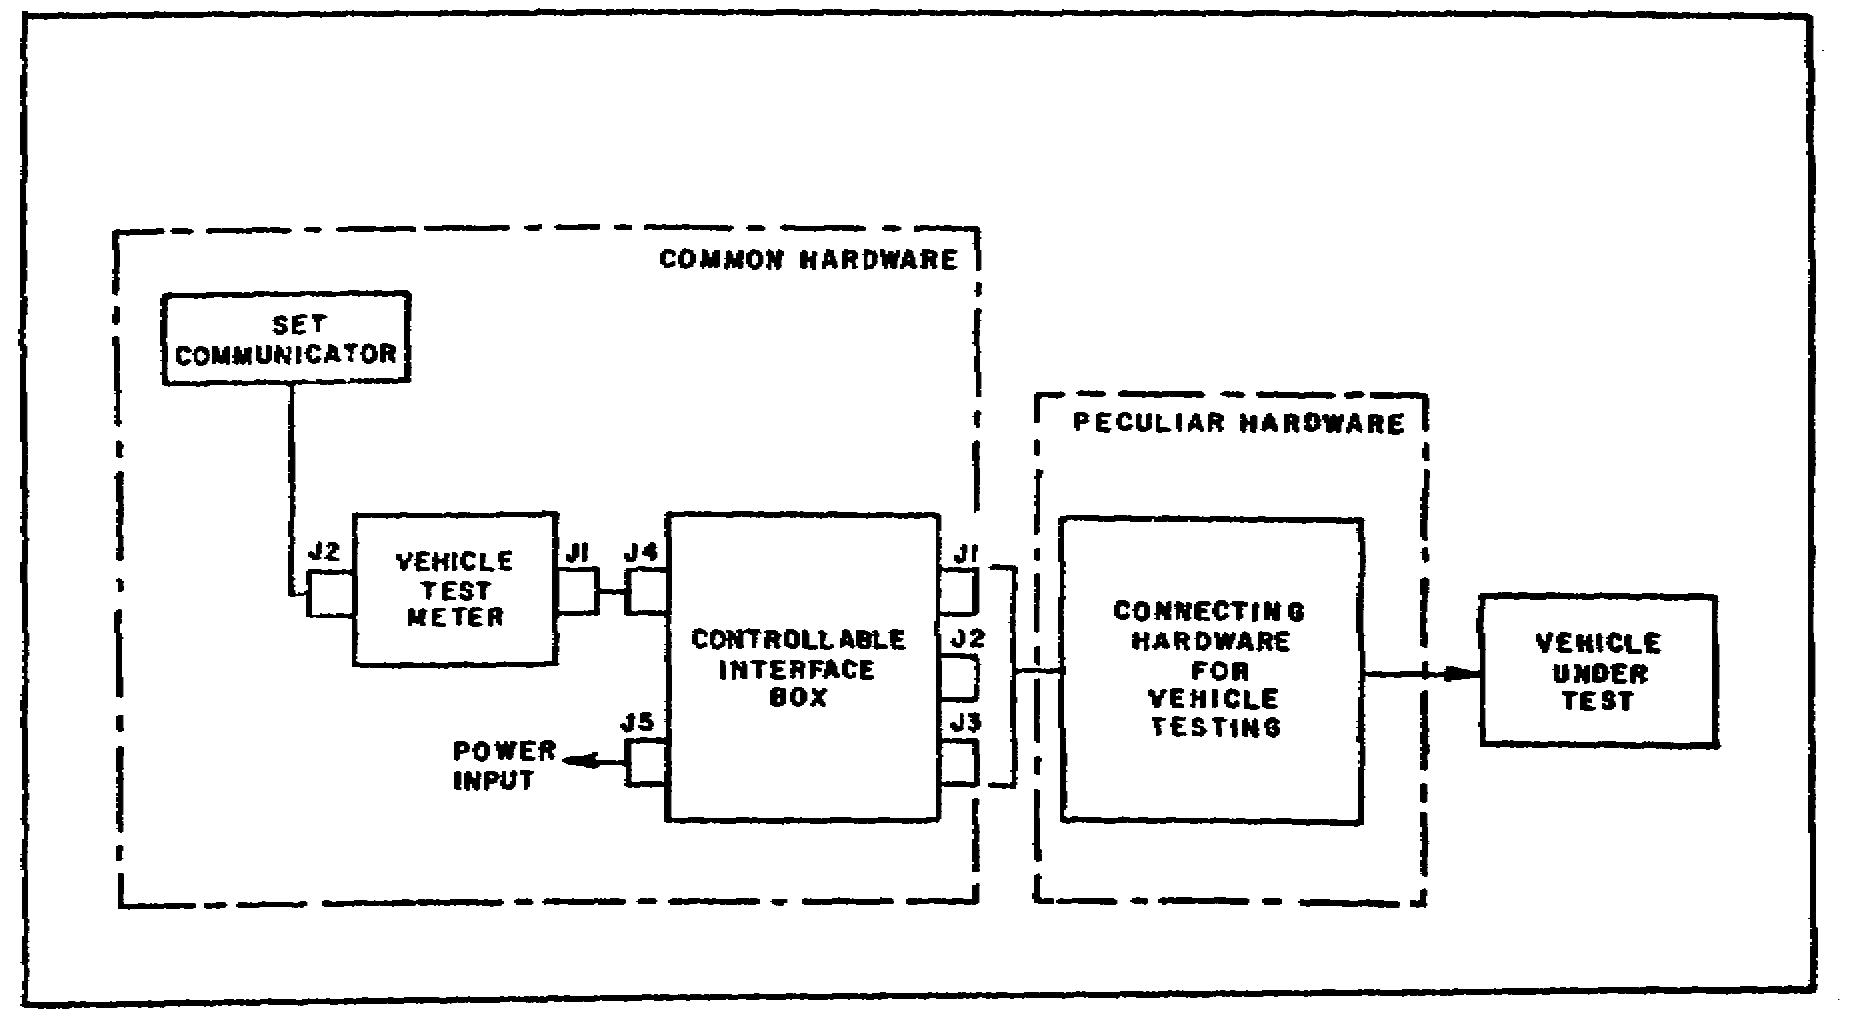 COMMON HARDWARE
SET
COMMUNICATOR
PECULIAR HARDWARE
J2
VEHICLE
TEST
METER
J1
J4
CONTROLLABLE
INTERFACE
BOX
J1
J2
J3
J5
POWER
INPUT
CONNECTING
HARDWARE
FOR
VEHICLE
TESTING
VEHICLE
UNDER
TEST